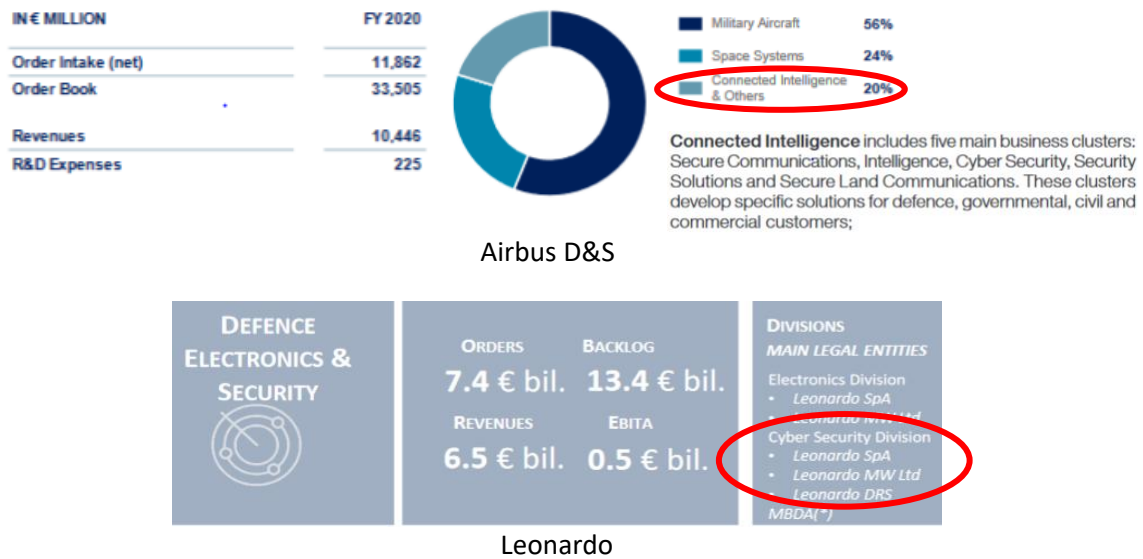 IN € MILLION FY 2020
Order Intake (net) 11,862
Order Book 33,505
Revenues 10,446
R&D Expenses 225
Military Aircraft 56%
Space Systems 24%
Connected Intelligence
& Others 20%
Connected Intelligence includes five main business clusters:
Secure Communications, Intelligence, Cyber Security, Security
Solutions and Secure Land Communications. These clusters
develop specific solutions for defence, governmental, civil and
commercial customers;
Airbus D&S
DEFENCE
ELECTRONICS &
SECURITY
ORDERS BACKLOG
7.4 € bil. 13.4 € bil.
REVENUES EBITA
6.5 € bil. 0.5 € bil.
DIVISIONS
MAIN LEGAL ENTITIES
Electronics Division
• Leonardo SpA
• Leonardo MW Ltd
Cyber Security Division
• Leonardo SpA
• Leonardo MW Ltd
• Leonardo DRS
MBDA(*)
Leonardo